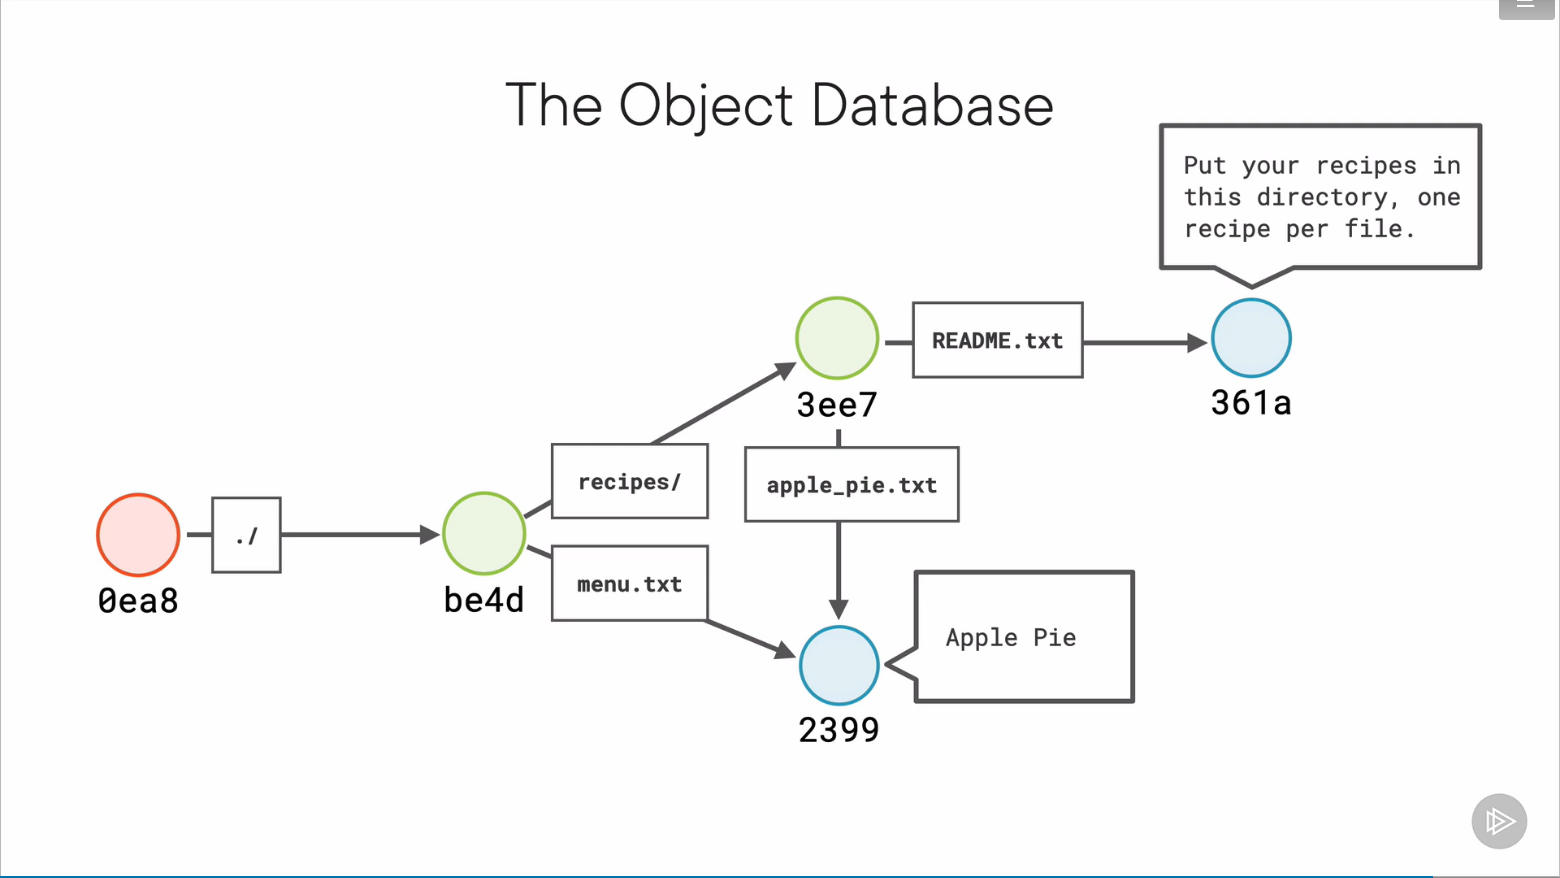 The Object Database
Put your recipes in
this directory, one
recipe per file.
README.txt
3ee7
361a
recipes/
apple_pie.txt
./
0ea8
be4d
menu.txt
Apple Pie
2399